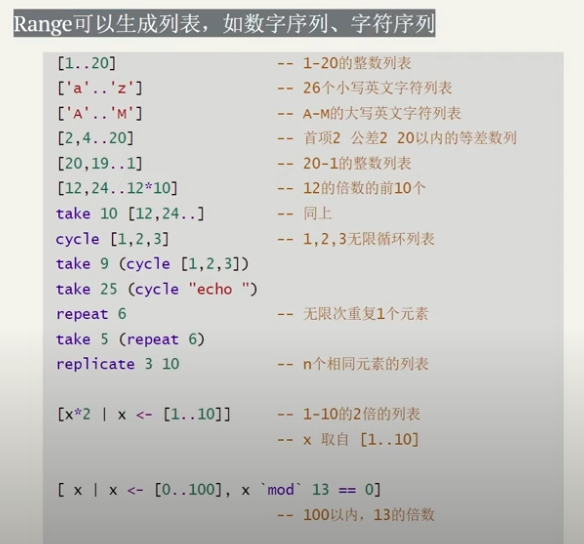 Range可以生成列表，如数字序列、字符序列
[1..20] -- 1-20的整数列表
['a'..'z'] -- 26个小写英文字符列表
['A'..'M'] -- A-M的大写英文字符列表
[2,4..20] -- 首项2 公差2 20以内的等差数列
[20,19..1] -- 20-1的整数列表
[12,24..12*10] -- 12的倍数的前10个
take 10 [12,24..] -- 同上
cycle [1,2,3] -- 1,2,3无限循环列表
take 9 (cycle [1,2,3])
take 25 (cycle "echo ")
repeat 6 -- 无限次重复1个元素
take 5 (repeat 6)
replicate 3 10 -- n个相同元素的列表
[x*2 | x <- [1..10]] -- 1-10的2倍的列表
-- x 取自 [1..10]
[ x | x <- [0..100], x `mod` 13 == 0]
-- 100以内，13的倍数